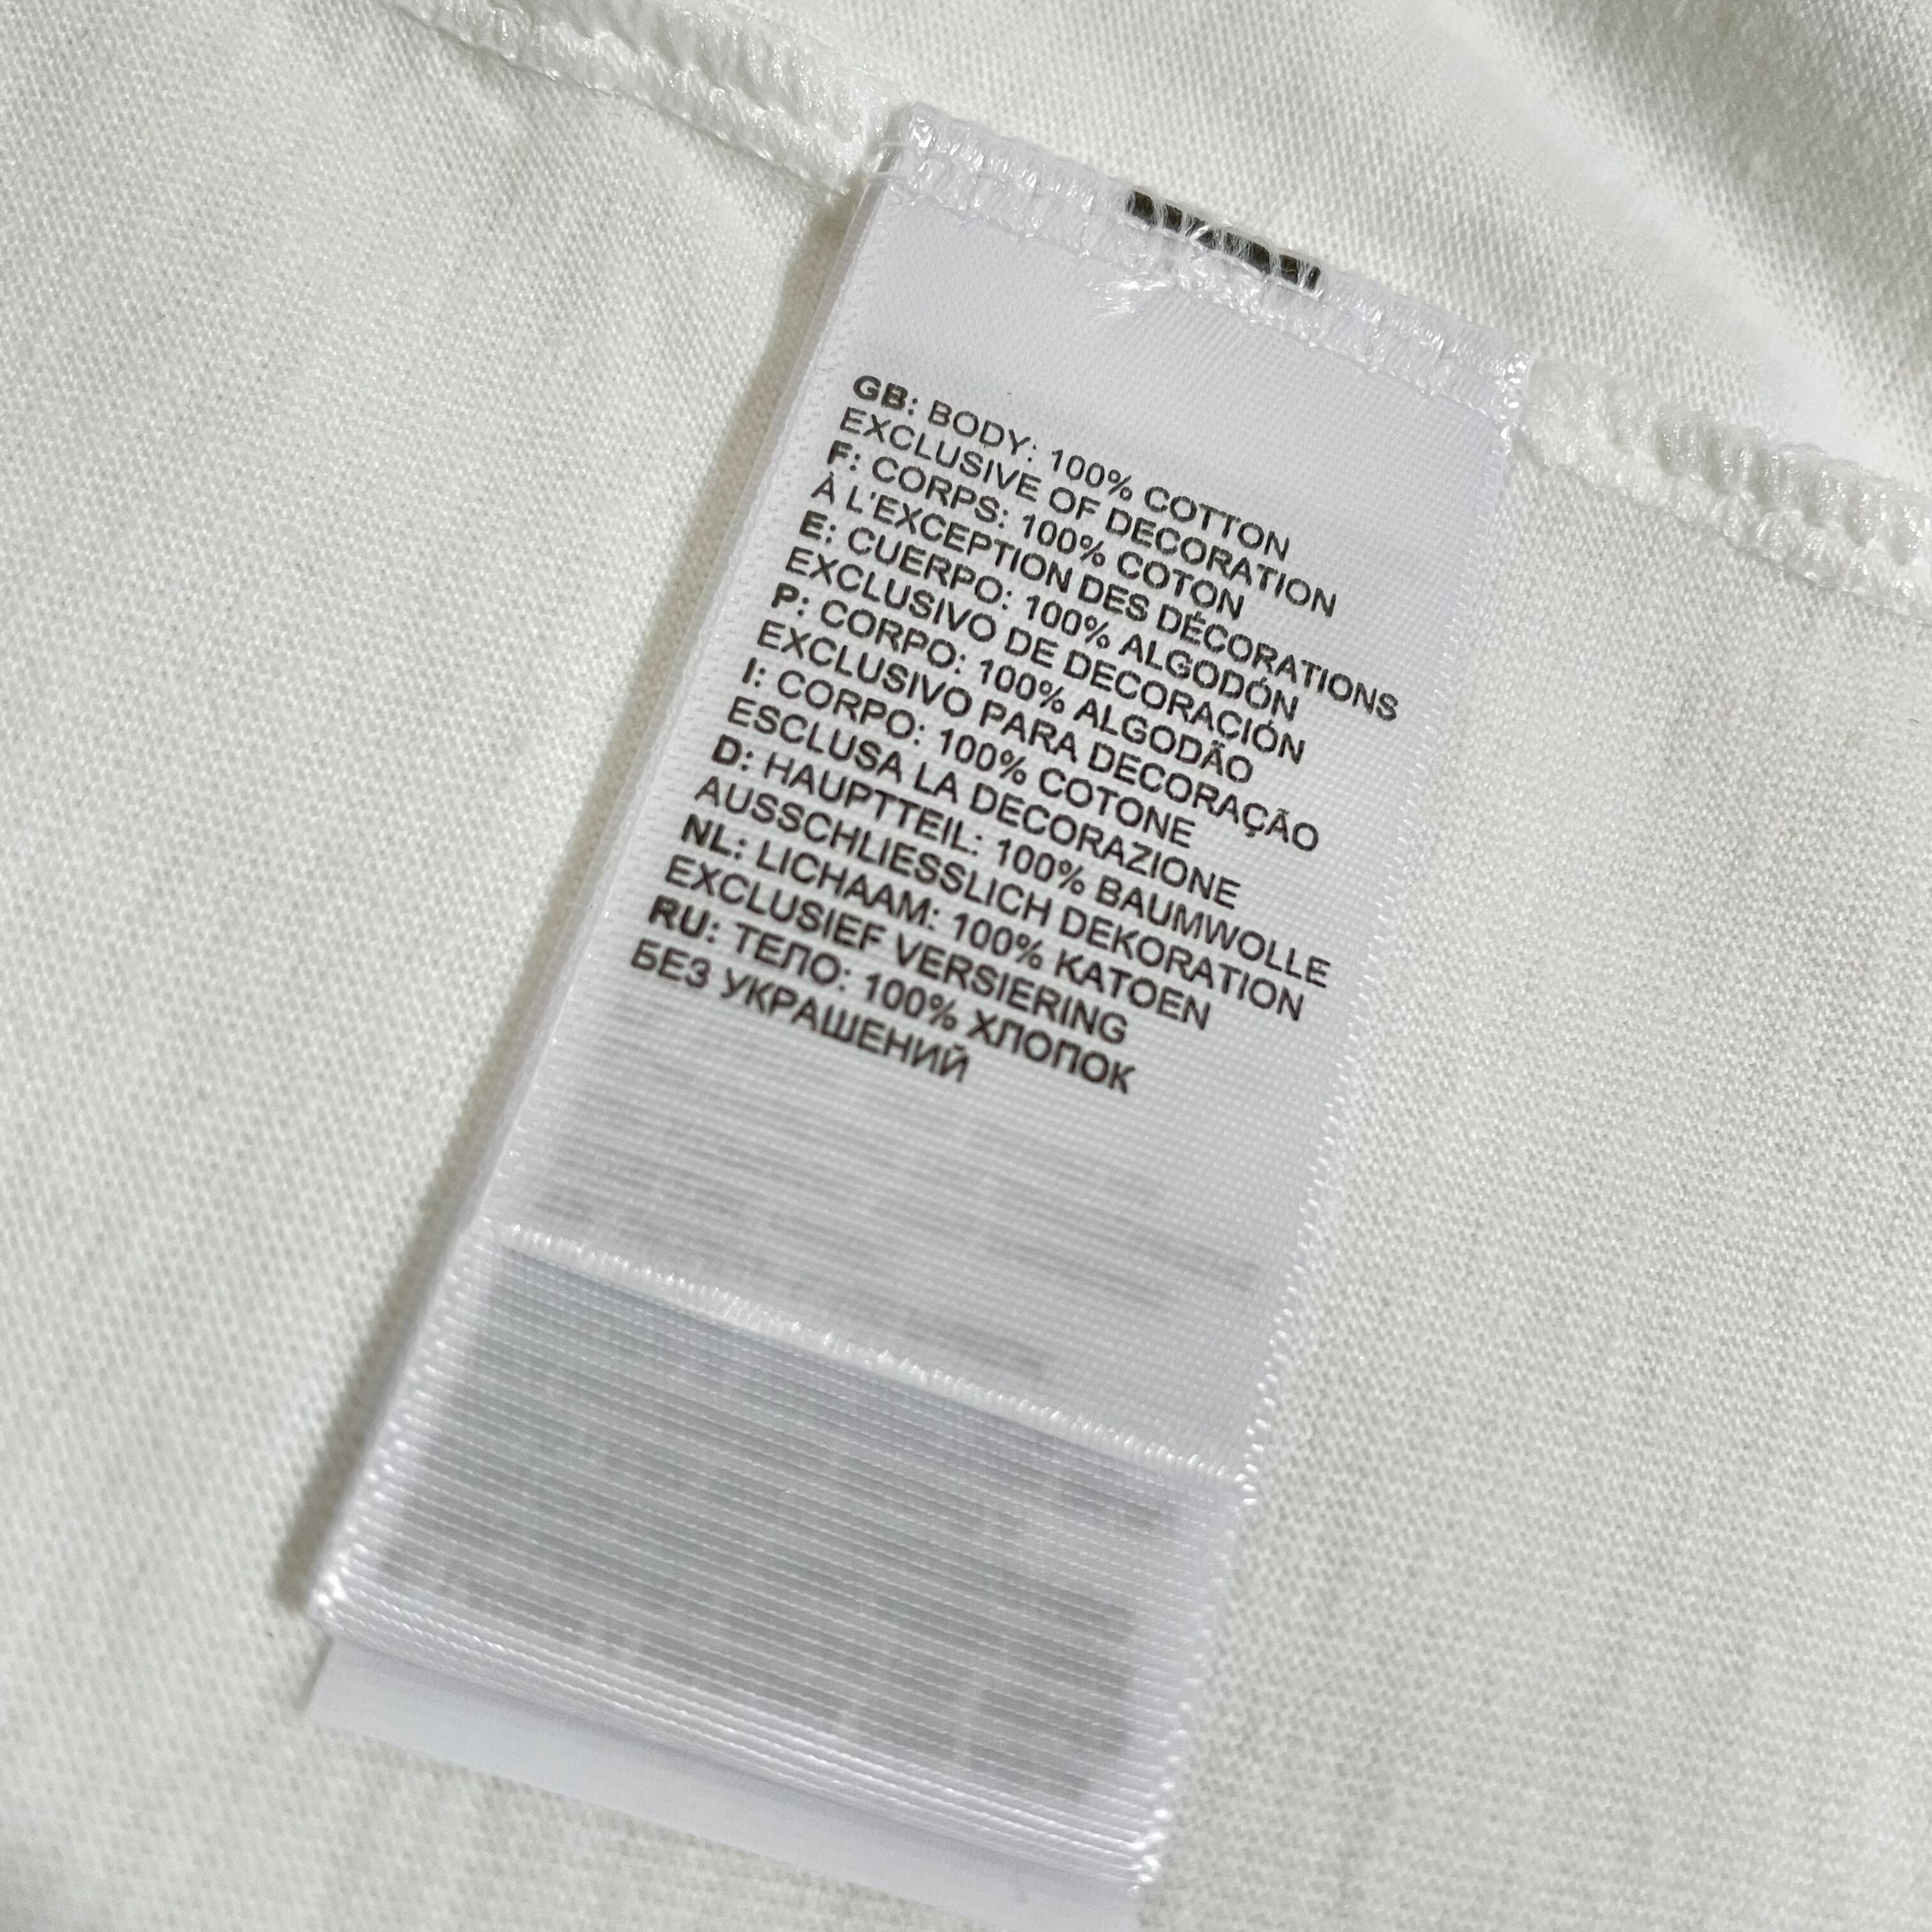 GB: BODY: 100% COTTON
EXCLUSIVE OF DECORATION
F: CORPS: 100% COTON
À L'EXCEPTION DES DÉCORATIONS
E: CUERPO: 100% ALGODÓN
EXCLUSIVO DE DECORACIÓN
P: CORPO: 100% ALGODÃO
EXCLUSIVO PARA DECORAÇÃO
I: CORPO: 100% COTONE
ESCLUSA LA DECORAZIONE
D: HAUPTTEIL: 100% BAUMWOLLE
AUSSCHLIESSLICH DEKORATION
NL: LICHAAM: 100% KATOEN
EXCLUSIEF VERSIERING
RU: ТЕЛО: 100% ХЛОПОК
БЕЗ УКРАШЕНИЙ